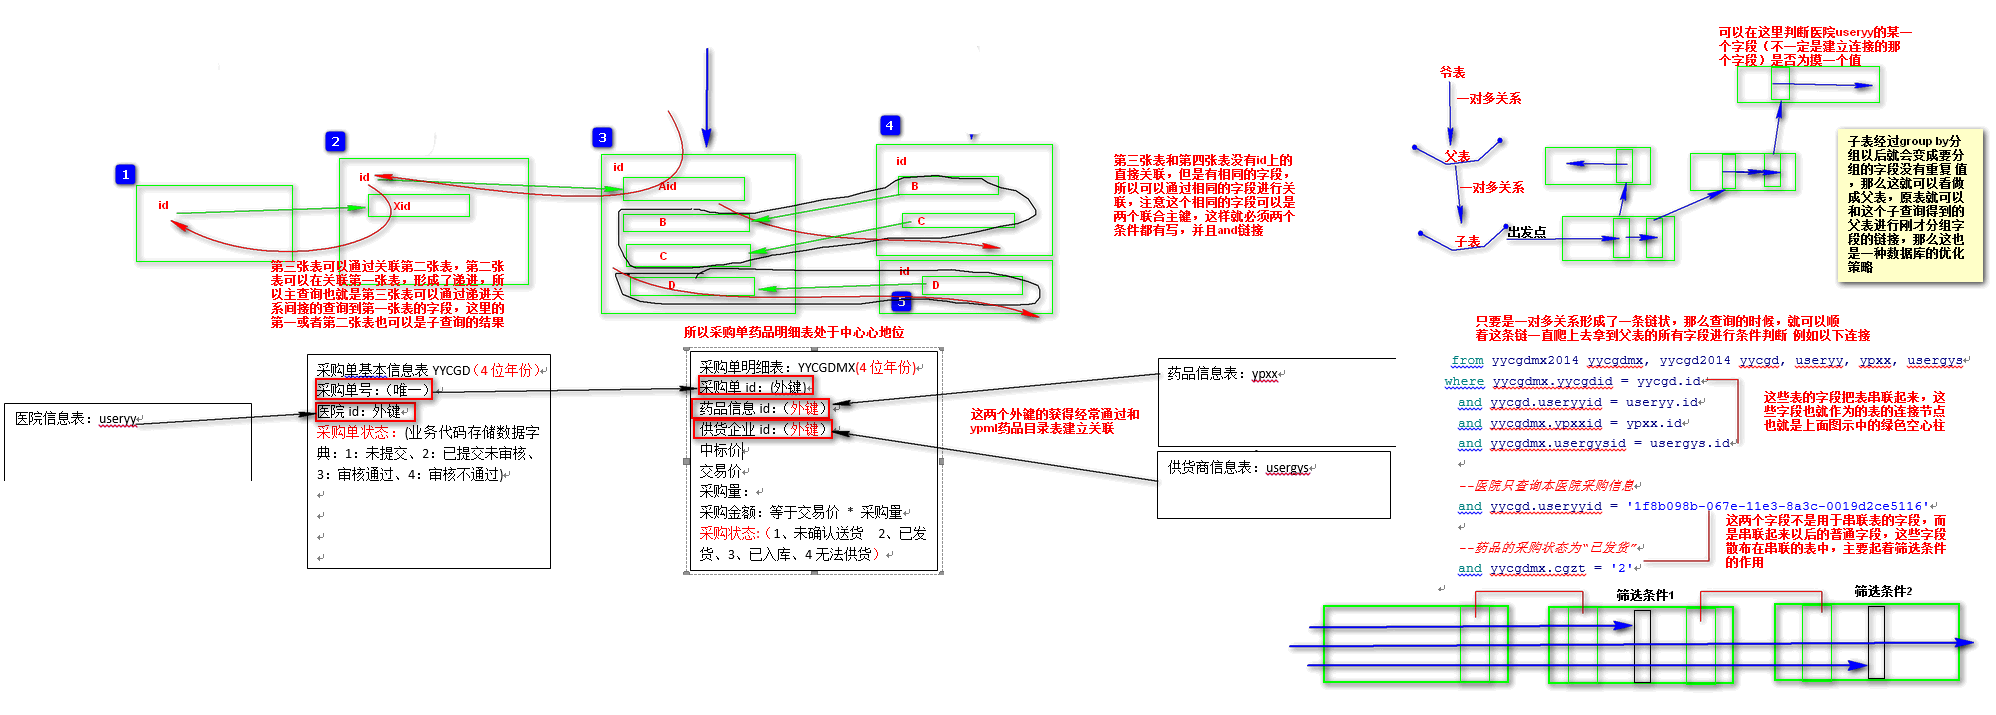 1
id
2
id
Xid
3
id
Aid
B
C
D
4
id
B
C
id
D
5
第三张表可以通过关联第二张表，第二张
表可以在关联第一张表，形成了递进，所
以主查询也就是第三张表可以通过递进关
系间接的查询到第一张表的字段，这里的
第一或者第二张表也可以是子查询的结果
第三张表和第四张表没有id上的
直接关联，但是有相同的字段，
所以可以通过相同的字段进行关
联，注意这个相同的字段可以是
两个联合主键，这样就必须两个
条件都有写，并且and链接
所以采购单药品明细表处于中心心地位
医院信息表：useryy
采购单基本信息表 YYCGD（4 位年份）
采购单号：（唯一）
医院 id：外键
采购单状态：(业务代码存储数据字
典：1：未提交、2：已提交未审核、
3：审核通过、4：审核不通过)
采购单明细表：YYCGDMX(4 位年份)
采购单 id：(外键)
药品信息 id：（外键）
供货企业 id：（外键）
中标价
交易价
采购量：
采购金额：等于交易价 * 采购量
采购状态：（1、未确认送货 2、已发
货、3、已入库、4 无法供货）
这两个外键的获得经常通过和
ypml药品目录表建立关联
药品信息表：ypxx
供货商信息表：usergys
爷表
一对多关系
父表
一对多关系
子表
出发点
可以在这里判断医院useryy的某一
个字段（不一定是建立连接的那
个字段）是否为摸一个值
子表经过group by分
组以后就会变成要分
组的字段没有重复值
，那么这就可以看做
成父表，原表就可以
和这个子查询得到的
父表进行刚才分组字
段的链接，那么这也
是一种数据库的优化
策略
只要是一对多关系形成了一条链状，那么查询的时候，就可以顺
着这条链一直爬上去拿到父表的所有字段进行条件判断 例如以下连接
from yycgdmx2014 yycgdmx, yycgd2014 yycgd, useryy, ypxx, usergys
where yycgdmx.yycgdid = yycgd.id
and yycgd.useryyid = useryy.id
and yycgdmx.ypxxid = ypxx.id
and yycgdmx.usergysid = usergys.id
--医院只查询本医院采购信息
and yycgd.useryyid = '1f8b098b-067e-11e3-8a3c-0019d2ce5116'
--药品的采购状态为“已发货”
and yycgdmx.cgzt = '2'
这些表的字段把表串联起来，这
些字段也就作为的表的连接节点
也就是上面图示中的绿色空心柱
这两个字段不是用于串联表的字段，而
是串联起来以后的普通字段，这些字段
散布在串联的表中，主要起着筛选条件
的作用
筛选条件1
筛选条件2